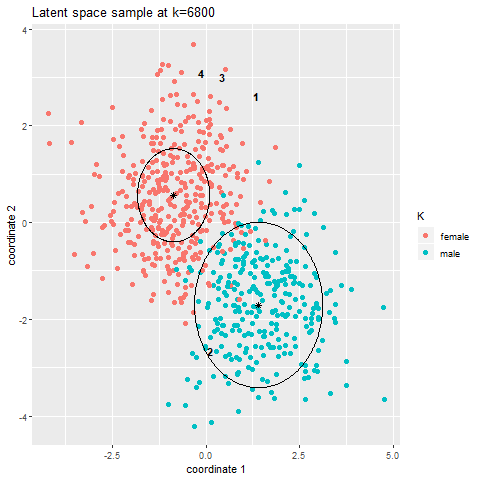 Latent space sample at k=6800
4
2
0
-2
-4
coordinate 2
4
3
1
2
-2.5
0.0
2.5
5.0
coordinate 1
K
female
male